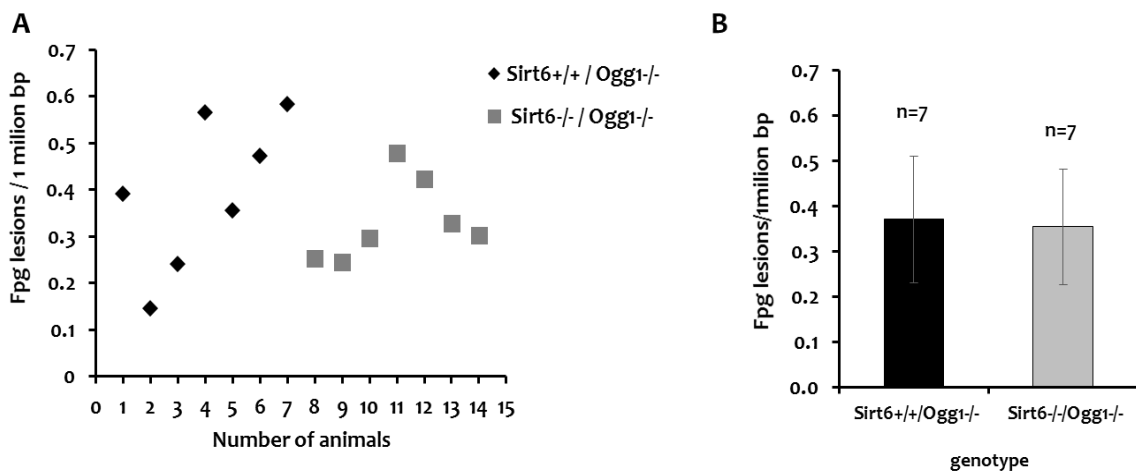 A
0.7
0.6
0.5
0.4
0.3
0.2
0.1
0
Fpg lesions / 1 milion bp
0 1 2 3 4 5 6 7 8 9 10 11 12 13 14 15
Number of animals
Sirt6+/+ / Ogg1-/-
Sirt6-/- / Ogg1-/-
B
0.7
0.6
0.5
0.4
0.3
0.2
0.1
0.0
Fpg lesions/1milion bp
n=7
n=7
Sirt6+/+/Ogg1-/-
Sirt6-/-/Ogg1-/-
genotype